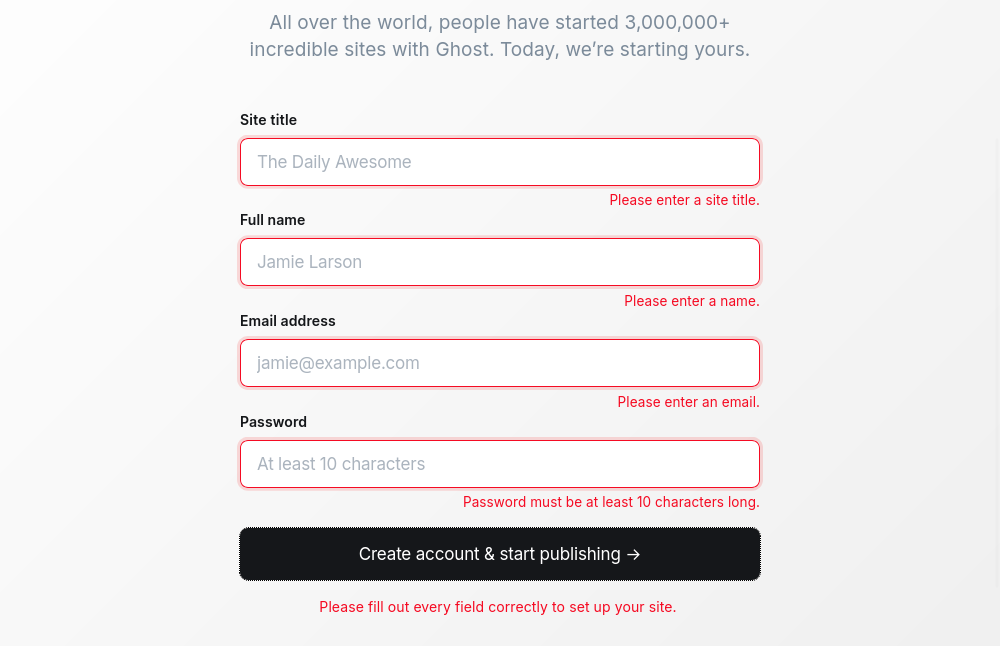 All over the world, people have started 3,000,000+
incredible sites with Ghost. Today, we’re starting yours.
Site title
The Daily Awesome
Please enter a site title.
Full name
Jamie Larson
Please enter a name.
Email address
jamie@example.com
Please enter an email.
Password
At least 10 characters
Password must be at least 10 characters long.
Create account & start publishing →
Please fill out every field correctly to set up your site.